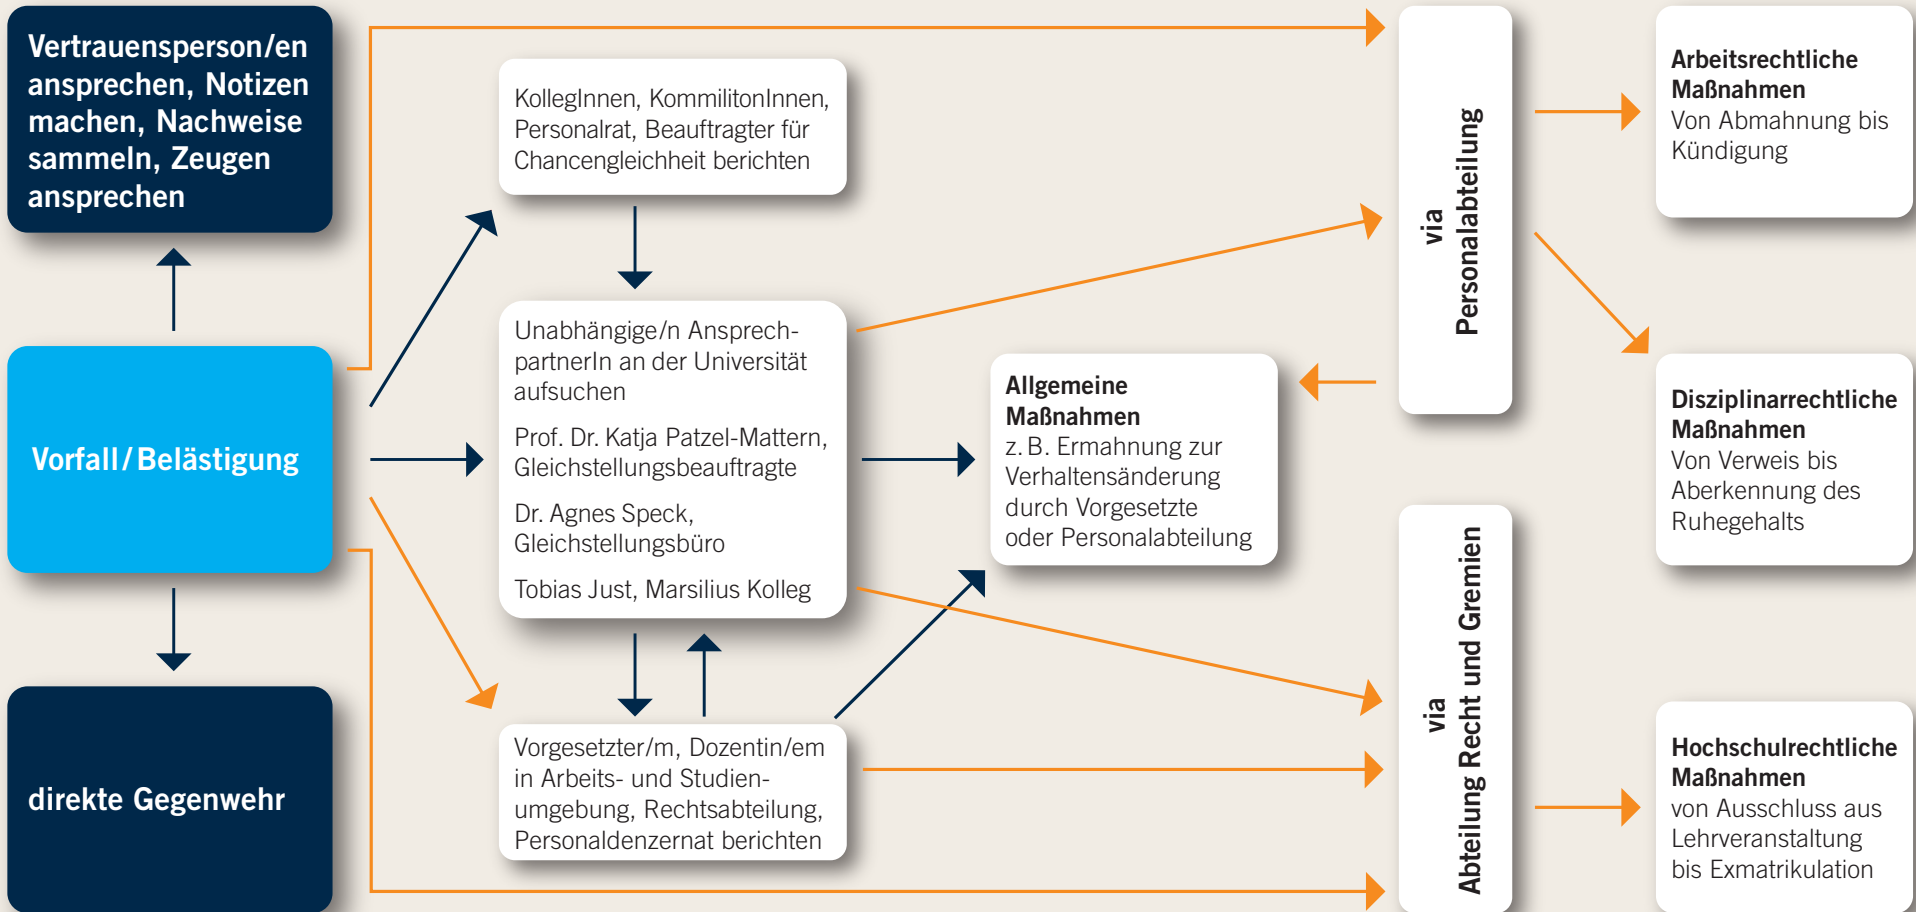 Vertrauensperson/en
ansprechen, Notizen
machen, Nachweise
sammeln, Zeugen
ansprechen
Vorfall/Belästigung
direkte Gegenwehr
KollegInnen, KommilitonInnen,
Personalrat, Beauftragter für
Chancengleichheit berichten
Unabhängige/n Ansprech-
partnerIn an der Universität
aufsuchen
Prof. Dr. Katja Patzel-Mattern,
Gleichstellungsbeauftragte
Dr. Agnes Speck,
Gleichstellungsbüro
Tobias Just, Marsilius Kolleg
Vorgesetzter/m, Dozentin/em
in Arbeits- und Studien-
umgebung, Rechtsabteilung,
Personaldenzernat berichten
Allgemeine
Maßnahmen
z. B. Ermahnung zur
Verhaltensänderung
durch Vorgesetzte
oder Personalabteilung
via
Personalabteilung
via
Abteilung Recht und Gremien
Arbeitsrechtliche
Maßnahmen
Von Abmahnung bis
Kündigung
Disziplinarrechtliche
Maßnahmen
Von Verweis bis
Aberkennung des
Ruhegehalts
Hochschulrechtliche
Maßnahmen
von Ausschluss aus
Lehrveranstaltung
bis Exmatrikulation